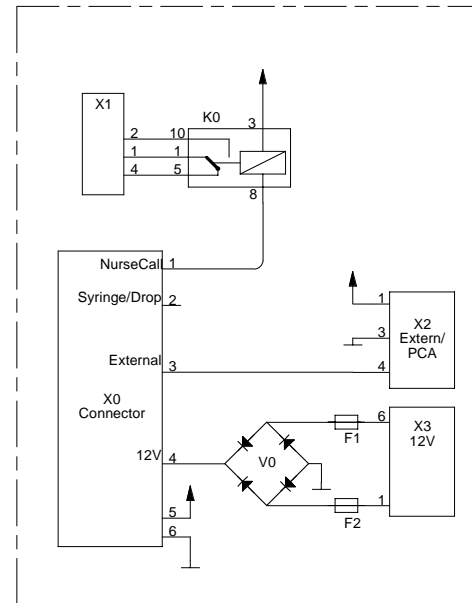 X1
K0
3
2
10
1
1
4
5
8
NurseCall
1
Syringe/Drop
2
External
3
X0
Connector
12V
4
5
6
1
X2
Extern/
PCA
3
4
V0
F1
6
X3
12V
F2
1